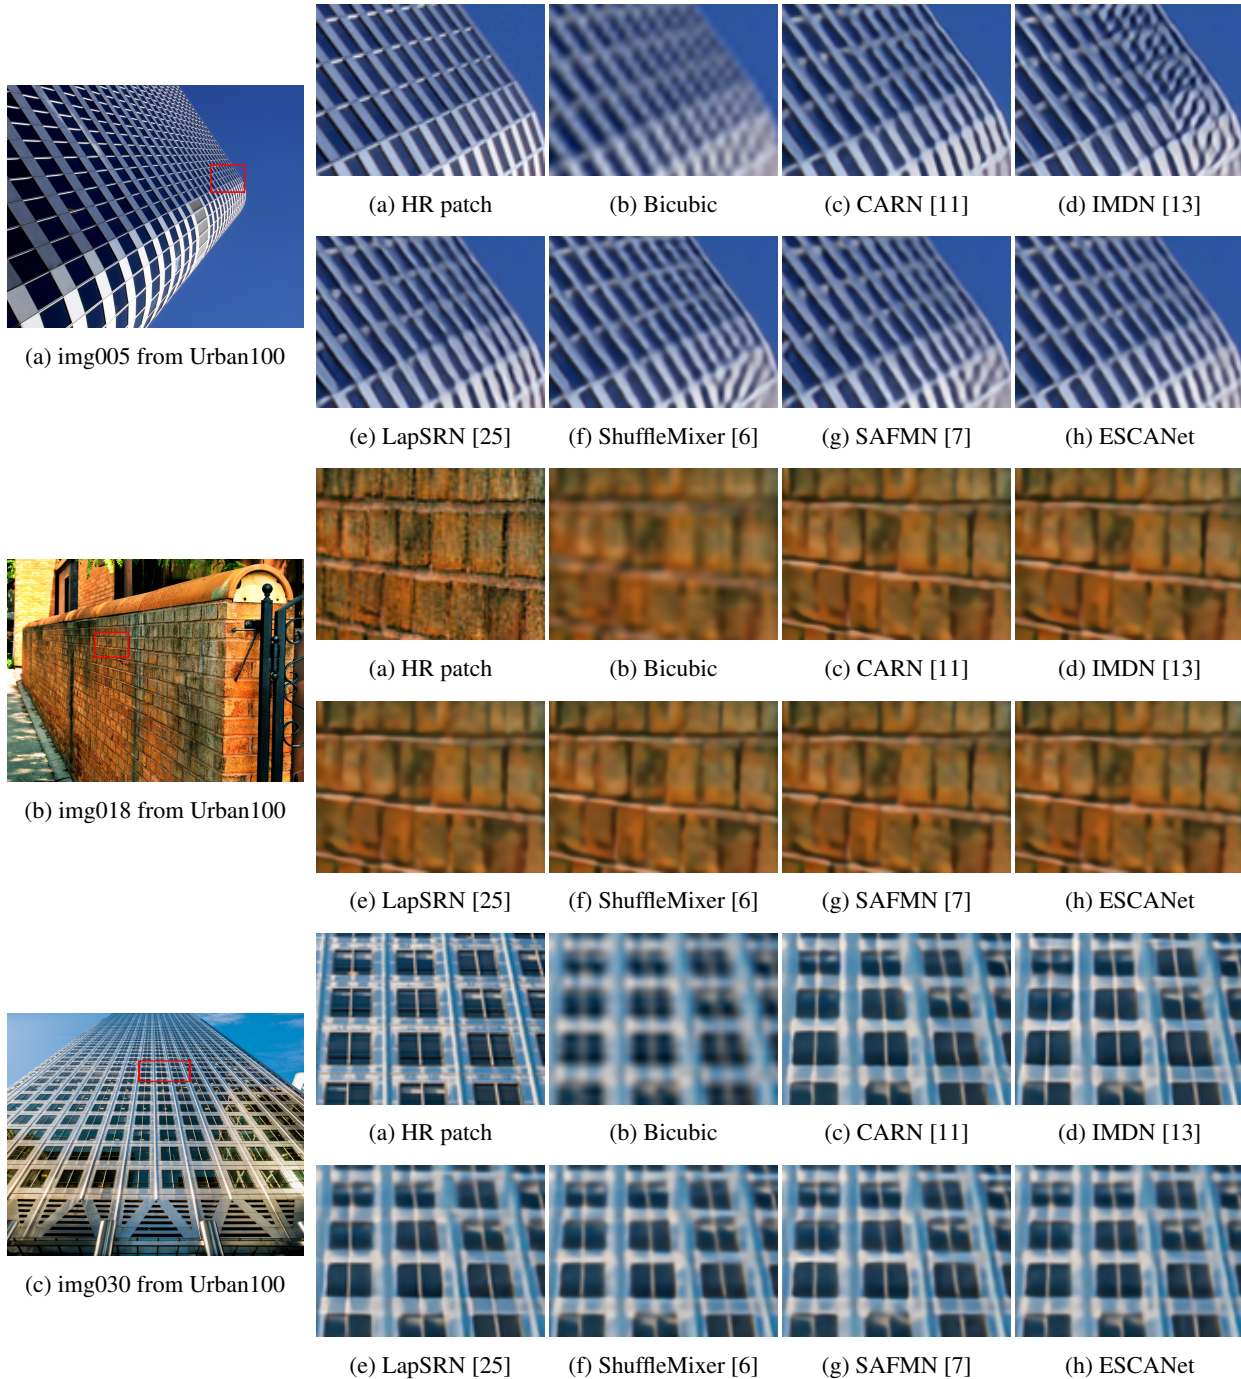 (a) HR patch
(b) Bicubic
(c) CARN [11]
(d) IMDN [13]
(a) img005 from Urban100
(e) LapSRN [25]
(f) ShuffleMixer [6]
(g) SAFMN [7]
(h) ESCANet
(a) HR patch
(b) Bicubic
(c) CARN [11]
(d) IMDN [13]
(b) img018 from Urban100
(e) LapSRN [25]
(f) ShuffleMixer [6]
(g) SAFMN [7]
(h) ESCANet
(a) HR patch
(b) Bicubic
(c) CARN [11]
(d) IMDN [13]
(c) img030 from Urban100
(e) LapSRN [25]
(f) ShuffleMixer [6]
(g) SAFMN [7]
(h) ESCANet